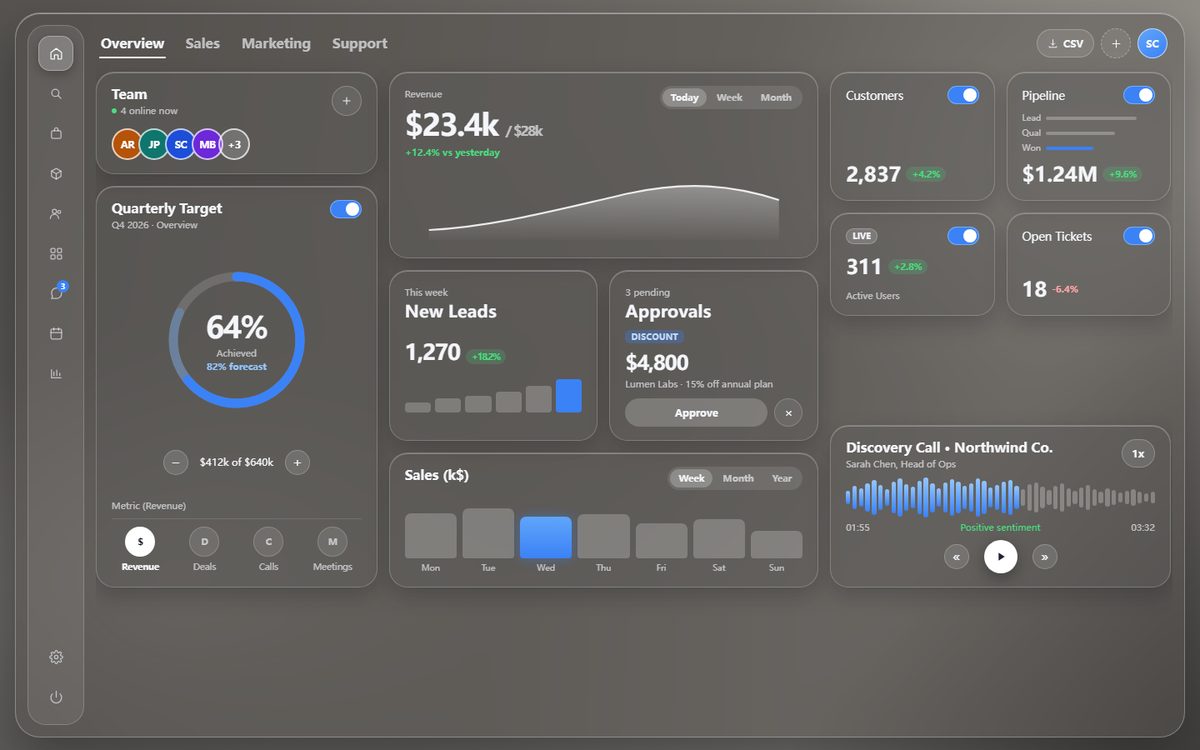 Overview Sales Marketing Support
CSV
+
SC
3
Team
4 online now
+
AR JP SC MB +3
Quarterly Target
Q4 2026 · Overview
64%
Achieved
82% forecast
− $412k of $640k +
Metric (Revenue)
$ D C M
Revenue Deals Calls Meetings
Revenue
Today Week Month
$23.4k / $28k
+12.4% vs yesterday
This week
New Leads
1,270 +182%
3 pending
Approvals
DISCOUNT
$4,800
Lumen Labs · 15% off annual plan
Approve ×
Sales (k$)
Week Month Year
Mon Tue Wed Thu Fri Sat Sun
Customers
2,837 +4.2%
Pipeline
Lead
Qual
Won
$1.24M +9.6%
LIVE
311 +2.8%
Active Users
Open Tickets
18 -6.4%
Discovery Call • Northwind Co.
Sarah Chen, Head of Ops
1x
01:55 Positive sentiment 03:32
« »